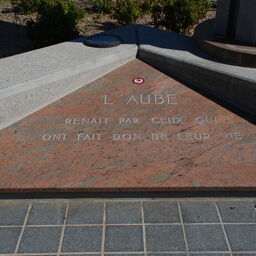 L AUBE
RENAIT PAR CEUX QUI
ONT FAIT DON DE LEUR VIE